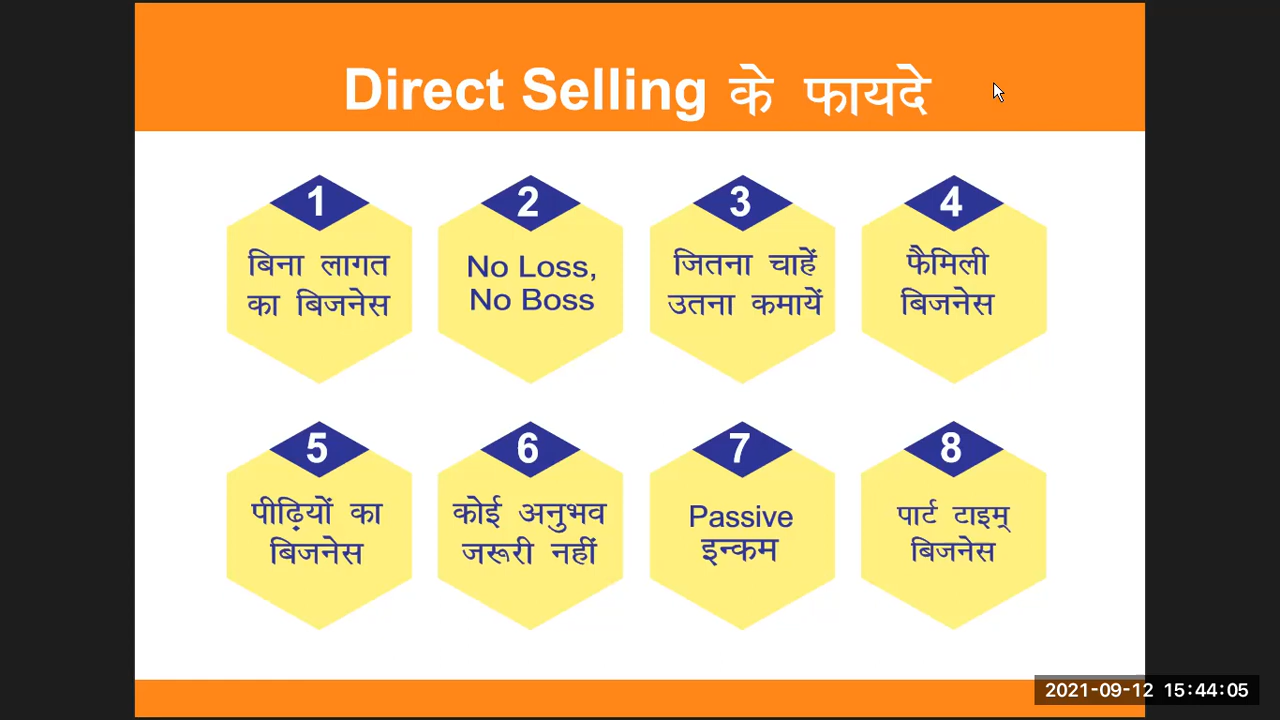 Direct Selling के फायदे
1
बिना लागत
का बिजनेस
2
No Loss,
No Boss
3
जितना चाहें
उतना कमायें
4
फैमिली
बिजनेस
5
पीढ़ियों का
बिजनेस
6
कोई अनुभव
जरूरी नहीं
7
Passive
इन्कम
8
पार्ट टाइम्
बिजनेस
2021-09-12 15:44:05